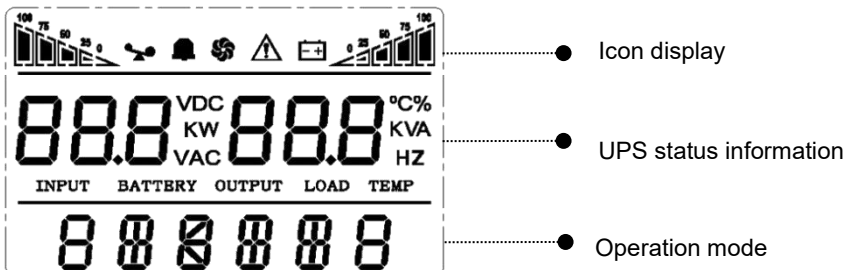 100 75 50 25 0 0 25 50 75 100
Icon display
88.8 VDC KW VAC 88.8 °C% KVA HZ
UPS status information
INPUT BATTERY OUTPUT LOAD TEMP
Operation mode